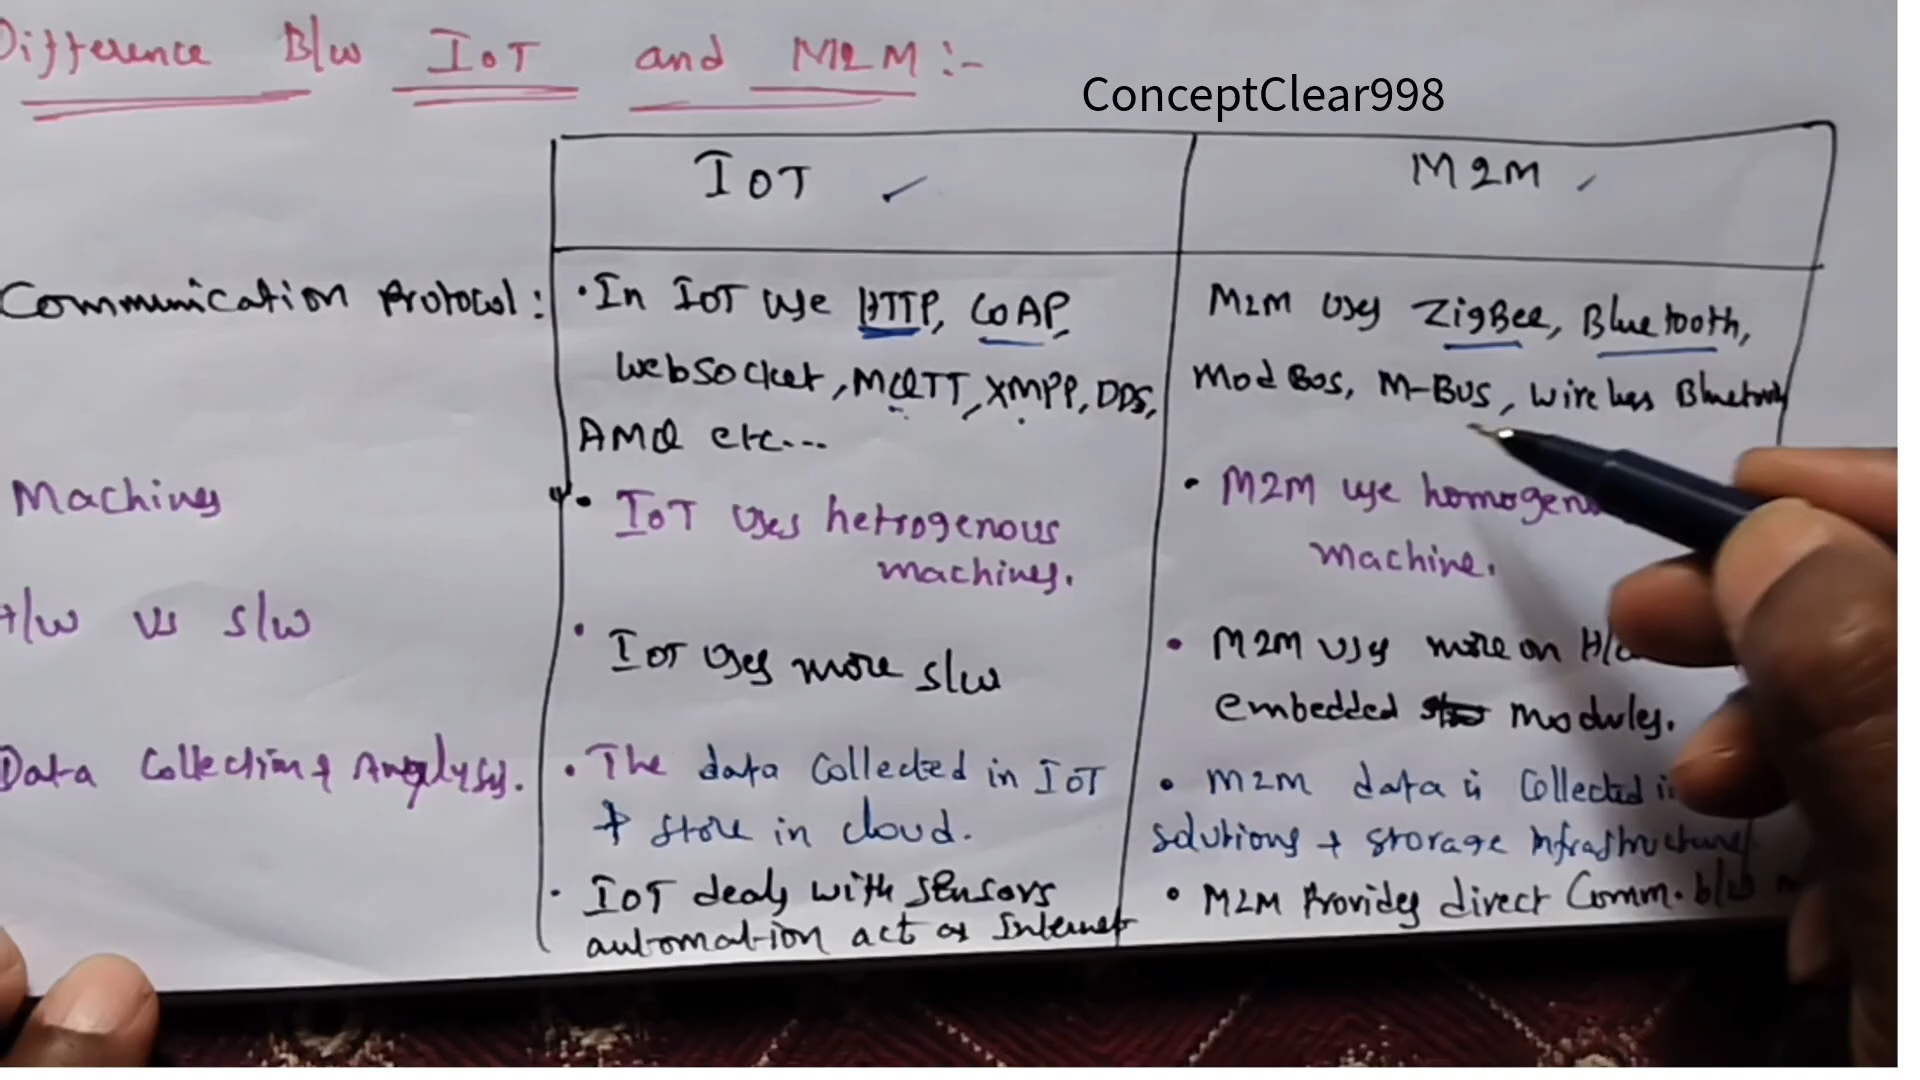 Difference B/w IoT and M2M :-
ConceptClear998
IoT
M2M
Communication Protocol :
• In IoT use HTTP, CoAP,
WebSocket, MQTT, XMPP, DDS,
AMQ etc...
M2M uses ZigBee, Bluetooth,
ModBus, M-Bus, Wireless Bluetooth
Machines
• IoT uses hetrogenous
machines.
• M2M use
machine.
H/w vs s/w
• IoT uses more s/w
• M2M uses more on
embedded modules.
Data Collection & Analysis.
• The data collected in IoT
& store in cloud.
• M2M data is collected
solutions & storage infrastructure.
• IoT deals with sensors
automation act as Internet
• M2M Provides direct Comm. b/w